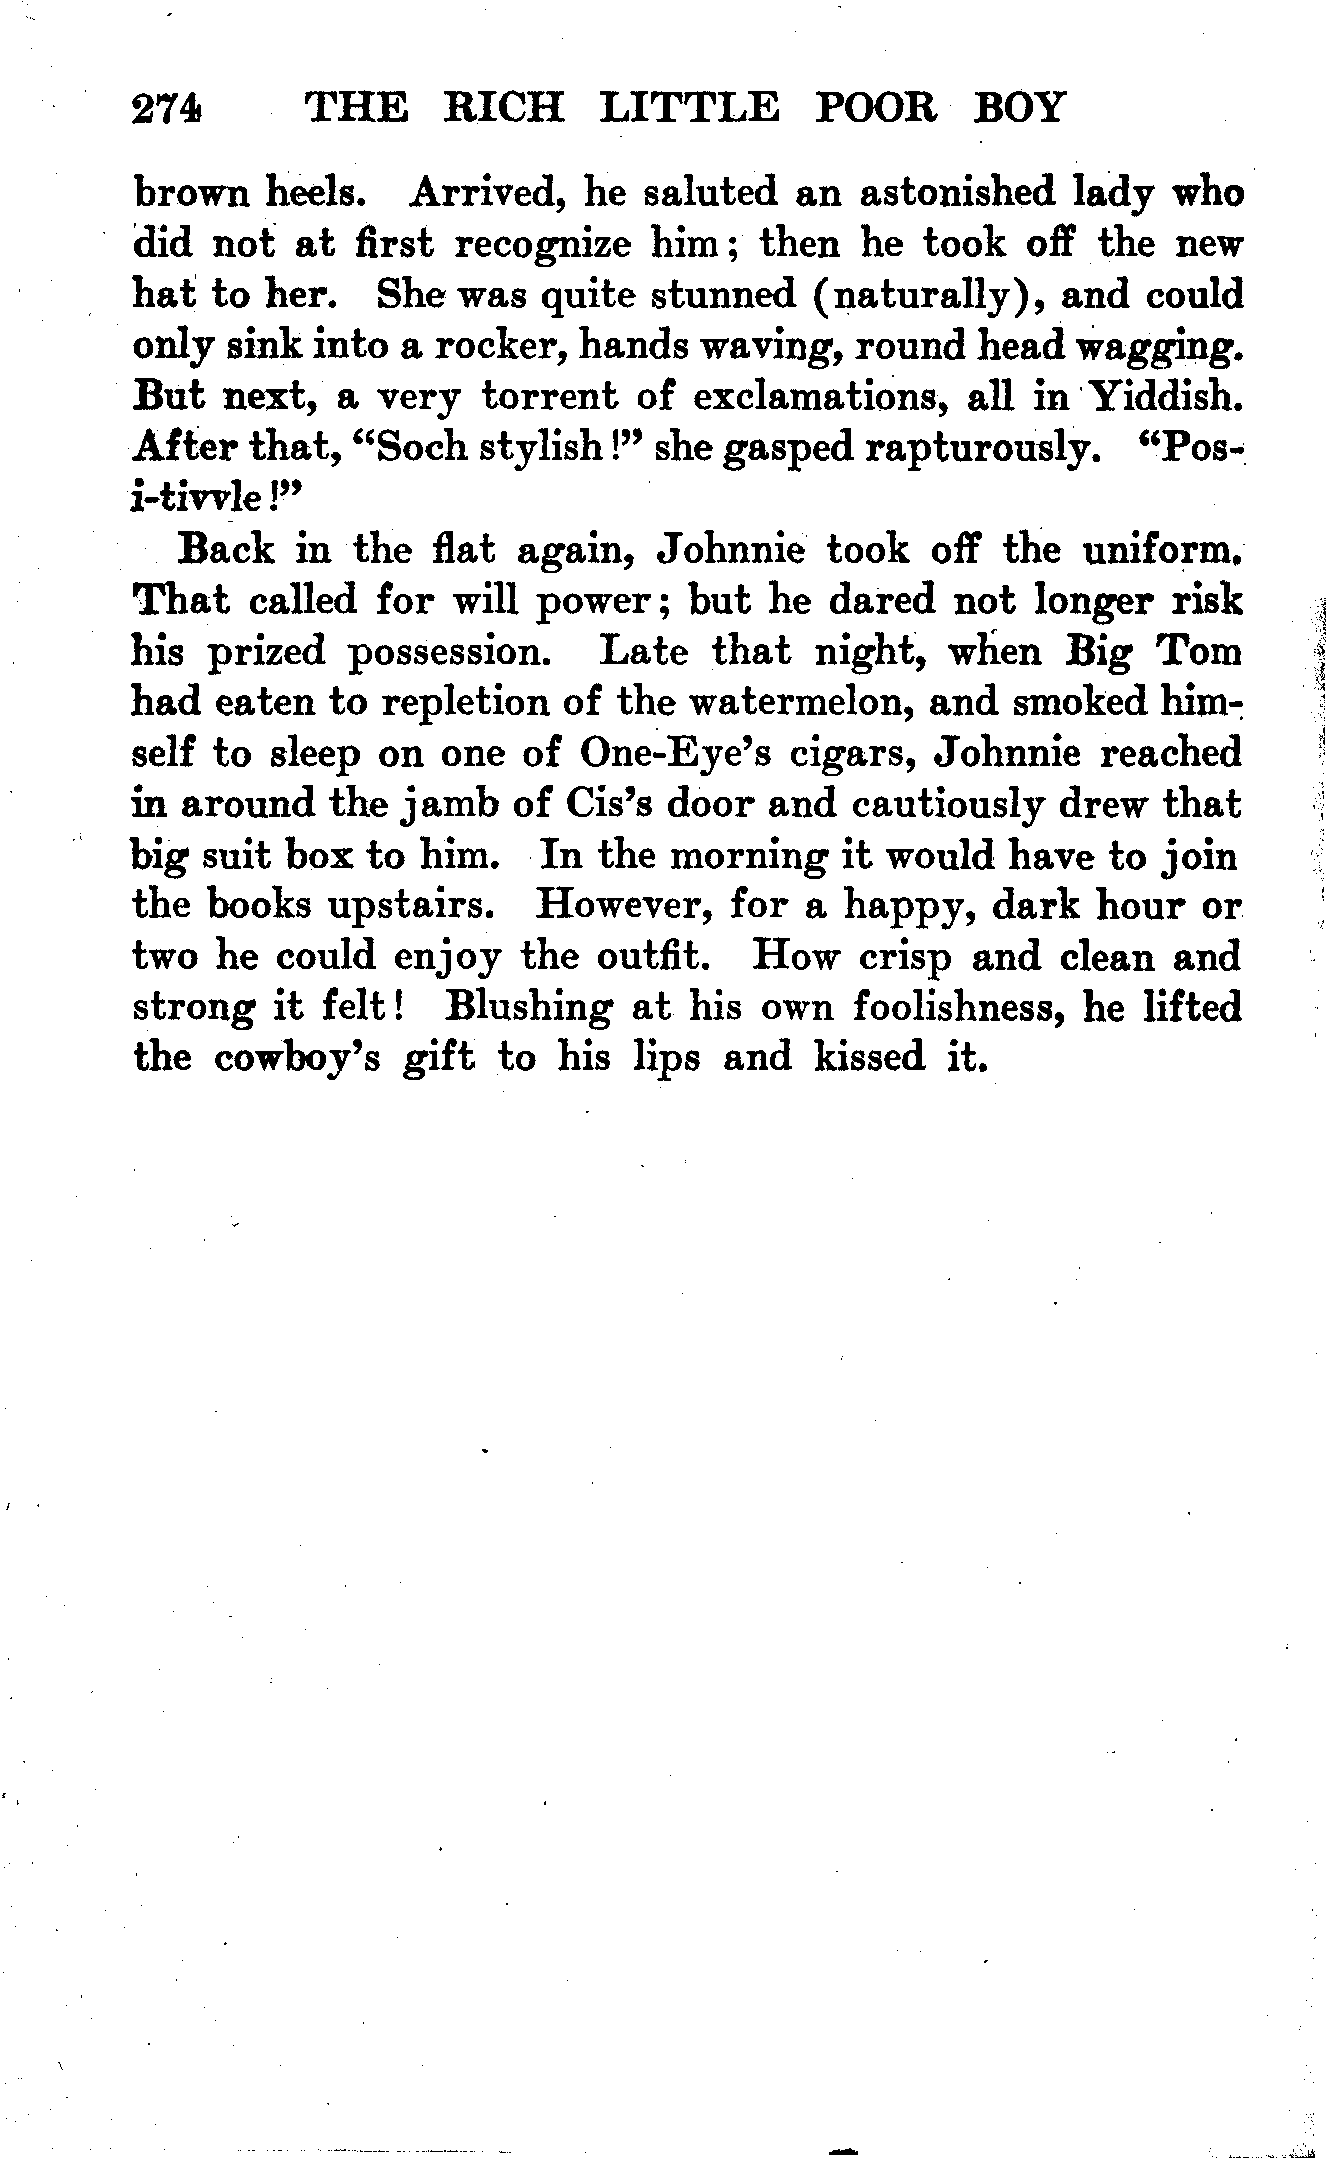 274 THE RICH LITTLE POOR BOY
brown heels. Arrived, he saluted an astonished lady who
did not at first recognize him; then he took off the new
hat to her. She was quite stunned (naturally), and could
only sink into a rocker, hands waving, round head wagging.
But next, a very torrent of exclamations, all in Yiddish.
After that, “Soch stylish!” she gasped rapturously. “Pos-
i-tivvle!”
Back in the flat again, Johnnie took off the uniform.
That called for will power; but he dared not longer risk
his prized possession. Late that night, when Big Tom
had eaten to repletion of the watermelon, and smoked him-
self to sleep on one of One-Eye’s cigars, Johnnie reached
in around the jamb of Cis’s door and cautiously drew that
big suit box to him. In the morning it would have to join
the books upstairs. However, for a happy, dark hour or
two he could enjoy the outfit. How crisp and clean and
strong it felt! Blushing at his own foolishness, he lifted
the cowboy’s gift to his lips and kissed it.